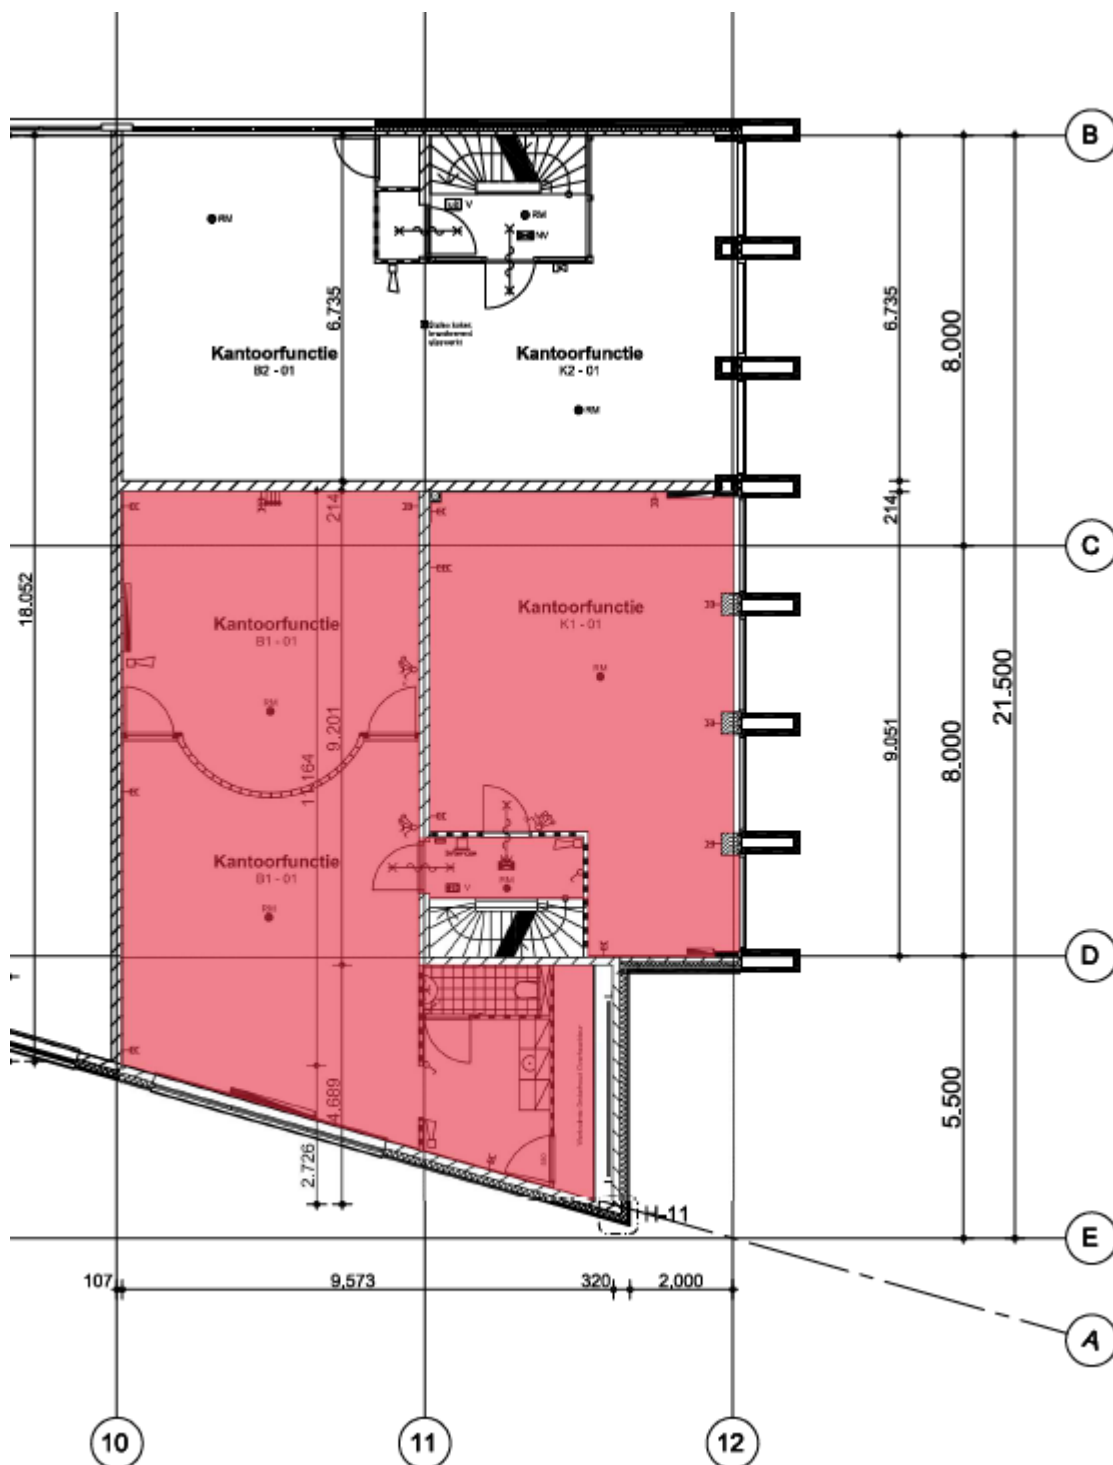 B
RM
V
RM
NV
6.735
6.735
8.000
Kantoorfunctie
B2 - 01
Kantoorfunctie
K2 - 01
RM
214
214
C
18.052
Kantoorfunctie
B1 - 01
Kantoorfunctie
K1 - 01
RM
RM
9.201
21.500
9.051
8.000
Kantoorfunctie
B1 - 01
RM
RM
V
D
4.689
5.500
2.726
H-11
E
107
9,573
320
2,000
A
10
11
12